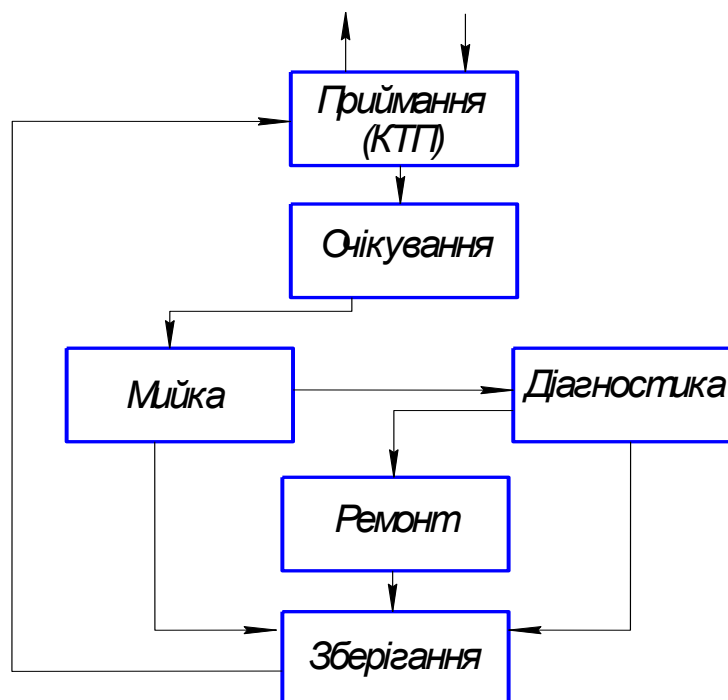 Приймання
(КТП)
Очікування
Мийка
Діагностика
Ремонт
Зберігання